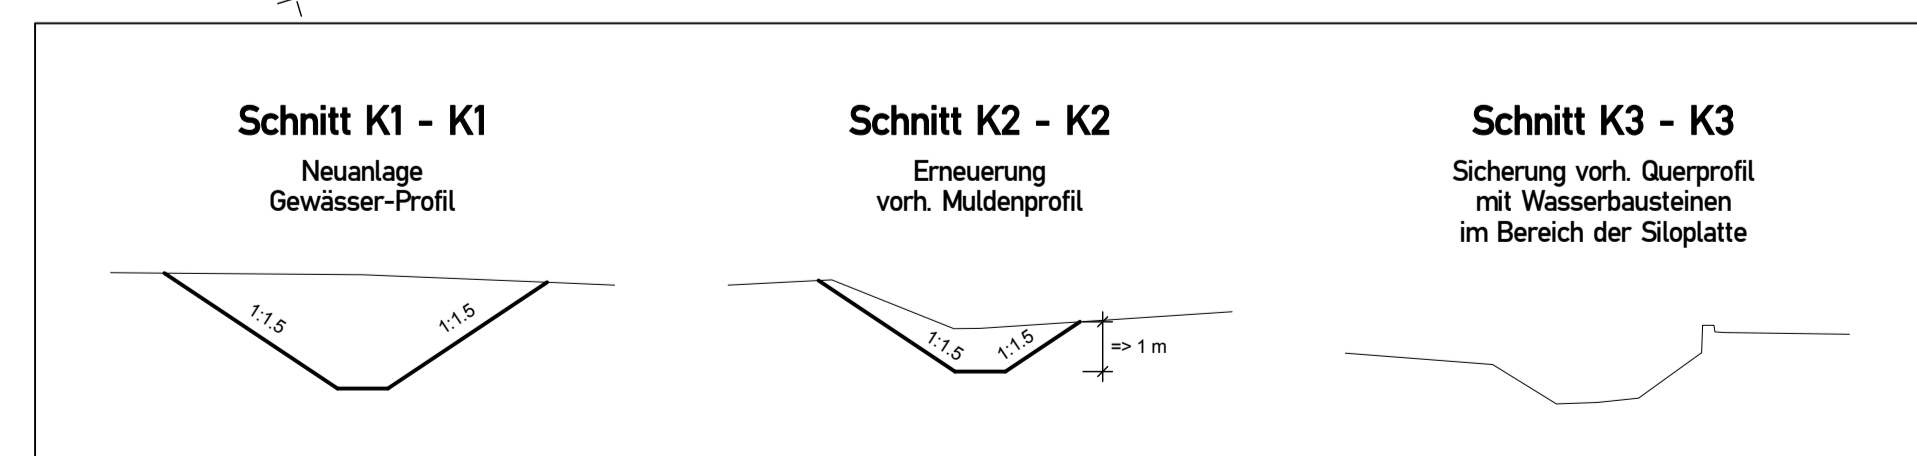 Schnitt K1 - K1
Neuanlage
Gewässer-Profil
1:1.5
1:1.5
Schnitt K2 - K2
Erneuerung
vorh. Muldenprofil
1:1.5
1:1.5
=> 1 m
Schnitt K3 - K3
Sicherung vorh. Querprofil
mit Wasserbausteinen
im Bereich der Siloplatte